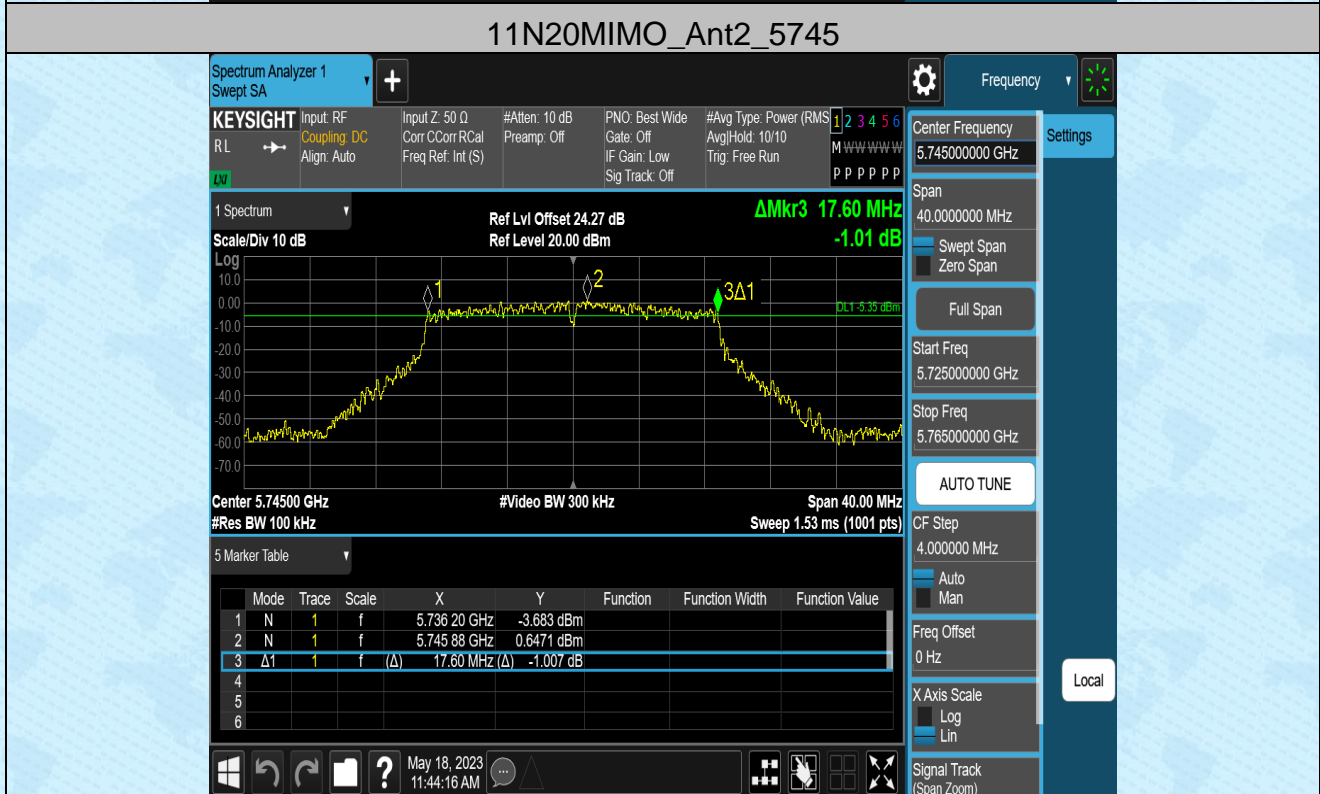 11N20MIMO_Ant2_5745
Spectrum Analyzer 1
Swept SA
Frequency
KEYSIGHT
RL
LXI
Input: RF
Coupling: DC
Align: Auto
Input Z: 50 Ω
Corr CCorr RCal
Freq Ref: Int (S)
#Atten: 10 dB
Preamp: Off
PNO: Best Wide
Gate: Off
IF Gain: Low
Sig Track: Off
#Avg Type: Power (RMS
Avg|Hold: 10/10
Trig: Free Run
1 2 3 4 5 6
M W W W W W
P P P P P P
Center Frequency
5.745000000 GHz
Settings
Span
40.0000000 MHz
Swept Span
Zero Span
Full Span
Start Freq
5.725000000 GHz
Stop Freq
5.765000000 GHz
AUTO TUNE
CF Step
4.000000 MHz
Auto
Man
Freq Offset
0 Hz
X Axis Scale
Log
Lin
Signal Track
(Span Zoom)
Local
1 Spectrum
Scale/Div 10 dB
Ref Lvl Offset 24.27 dB
Ref Level 20.00 dBm
ΔMkr3 17.60 MHz
-1.01 dB
Log
10.0
0.00
-10.0
-20.0
-30.0
-40.0
-50.0
-60.0
-70.0
1
2
3Δ1
DL1 -5.35 dBm
Center 5.74500 GHz
#Video BW 300 kHz
Span 40.00 MHz
#Res BW 100 kHz
Sweep 1.53 ms (1001 pts)
5 Marker Table
Mode Trace Scale X Y Function Function Width Function Value
1 N 1 f 5.736 20 GHz -3.683 dBm
2 N 1 f 5.745 88 GHz 0.6471 dBm
3 Δ1 1 f (Δ) 17.60 MHz (Δ) -1.007 dB
4
5
6
?
May 18, 2023
11:44:16 AM